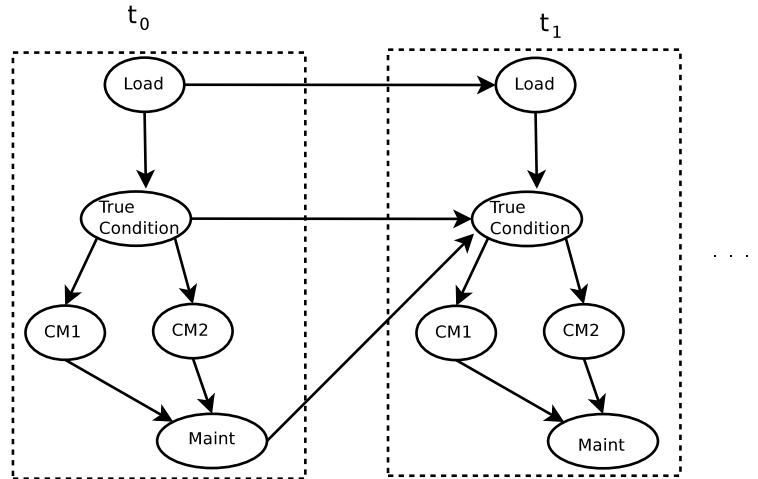 t0
t1
Load
Load
True
Condition
True
Condition
CM1
CM2
CM1
CM2
Maint
Maint
. . .